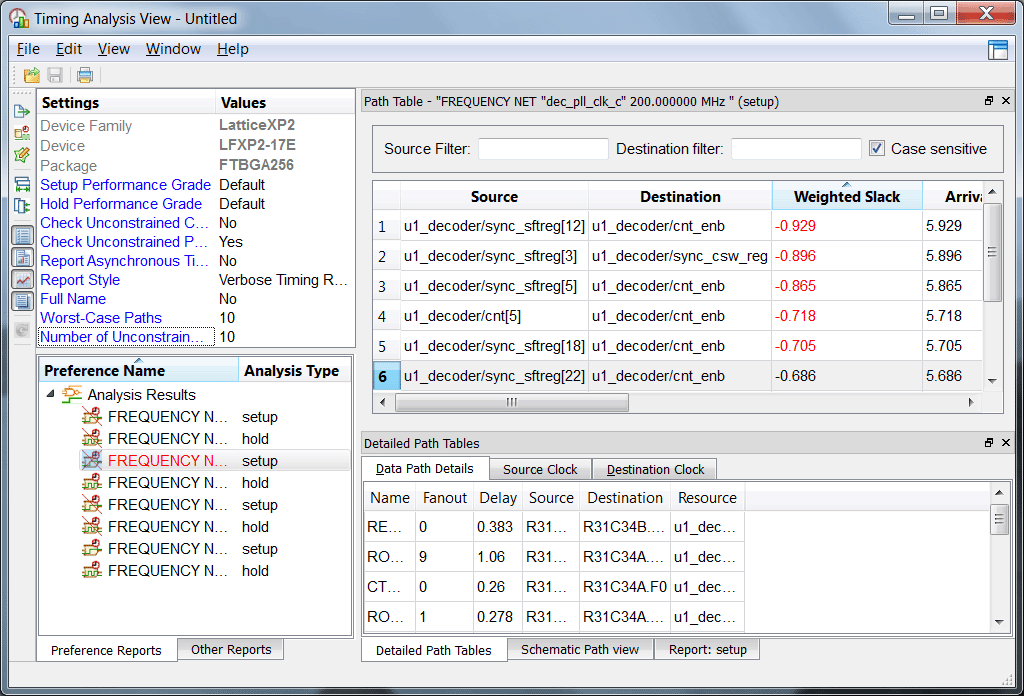 Timing Analysis View - Untitled
File Edit View Window Help
Settings Values
Device Family LatticeXP2
Device LFXP2-17E
Package FTBGA256
Setup Performance Grade Default
Hold Performance Grade Default
Check Unconstrained C... No
Check Unconstrained P... Yes
Report Asynchronous Ti... No
Report Style Verbose Timing R...
Full Name No
Worst-Case Paths 10
Number of Unconstrain... 10
Preference Name Analysis Type
Analysis Results
FREQUENCY N... setup
FREQUENCY N... hold
FREQUENCY N... setup
FREQUENCY N... hold
FREQUENCY N... setup
FREQUENCY N... hold
FREQUENCY N... setup
FREQUENCY N... hold
Preference Reports Other Reports
Path Table - "FREQUENCY NET "dec_pll_clk_c" 200.000000 MHz " (setup)
Source Filter: Destination filter: Case sensitive
Source Destination Weighted Slack Arriv
1 u1_decoder/sync_sftreg[12] u1_decoder/cnt_enb -0.929 5.929
2 u1_decoder/sync_sftreg[3] u1_decoder/sync_csw_reg -0.896 5.896
3 u1_decoder/sync_sftreg[5] u1_decoder/cnt_enb -0.865 5.865
4 u1_decoder/cnt[5] u1_decoder/cnt_enb -0.718 5.718
5 u1_decoder/sync_sftreg[18] u1_decoder/cnt_enb -0.705 5.705
6 u1_decoder/sync_sftreg[22] u1_decoder/cnt_enb -0.686 5.686
Detailed Path Tables
Data Path Details Source Clock Destination Clock
Name Fanout Delay Source Destination Resource
RE... 0 0.383 R31... R31C34B.... u1_dec...
RO... 9 1.06 R31... R31C34A.... u1_dec...
CT... 0 0.26 R31... R31C34A.F0 u1_dec...
RO... 1 0.278 R31... R31C34A.... u1_dec...
Detailed Path Tables Schematic Path view Report: setup